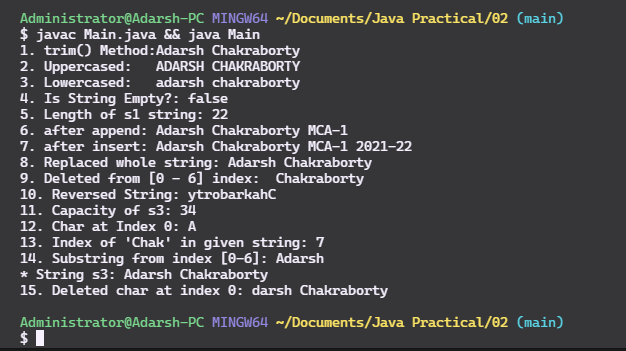 Administrator@Adarsh-PC MINGW64 ~/Documents/Java Practical/02 (main)
$ javac Main.java && java Main
1. trim() Method:Adarsh Chakraborty
2. Uppercased:   ADARSH CHAKRABORTY
3. Lowercased:   adarsh chakraborty
4. Is String Empty?: false
5. Length of s1 string: 22
6. after append: Adarsh Chakraborty MCA-1
7. after insert: Adarsh Chakraborty MCA-1 2021-22
8. Replaced whole string: Adarsh Chakraborty
9. Deleted from [0 - 6] index:  Chakraborty
10. Reversed String: ytrobarkahC
11. Capacity of s3: 34
12. Char at Index 0: A
13. Index of 'Chak' in given string: 7
14. Substring from index [0-6]: Adarsh
* String s3: Adarsh Chakraborty
15. Deleted char at index 0: darsh Chakraborty
Administrator@Adarsh-PC MINGW64 ~/Documents/Java Practical/02 (main)
$